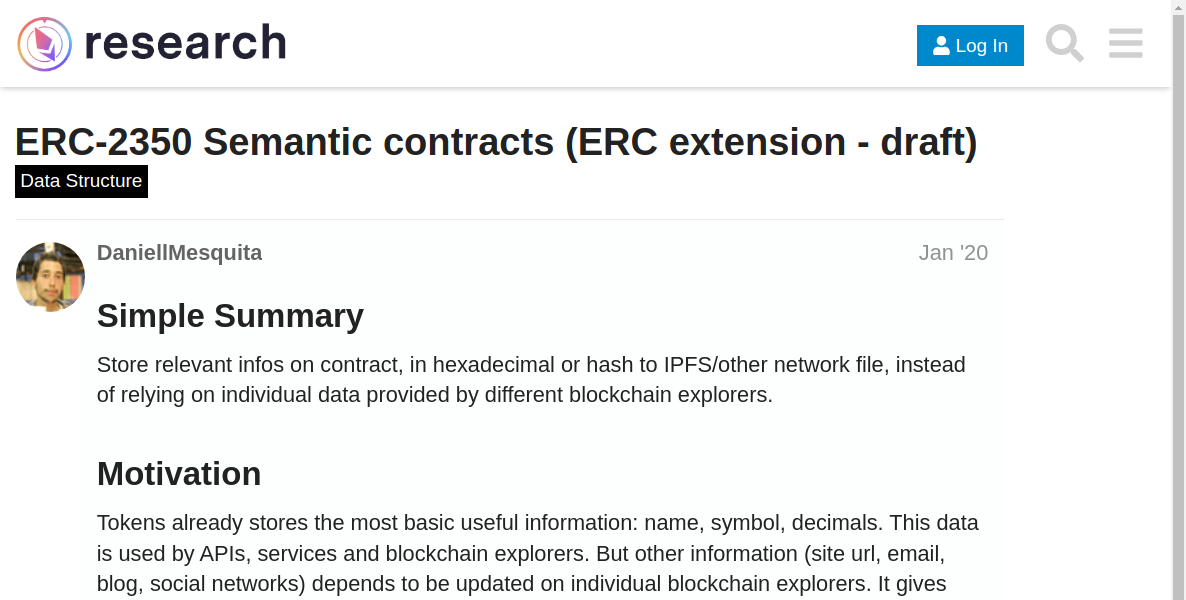 research
Log In
ERC-2350 Semantic contracts (ERC extension - draft)
Data Structure
DaniellMesquita
Jan '20
Simple Summary
Store relevant infos on contract, in hexadecimal or hash to IPFS/other network file, instead
of relying on individual data provided by different blockchain explorers.
Motivation
Tokens already stores the most basic useful information: name, symbol, decimals. This data
is used by APIs, services and blockchain explorers. But other information (site url, email,
blog, social networks) depends to be updated on individual blockchain explorers. It gives